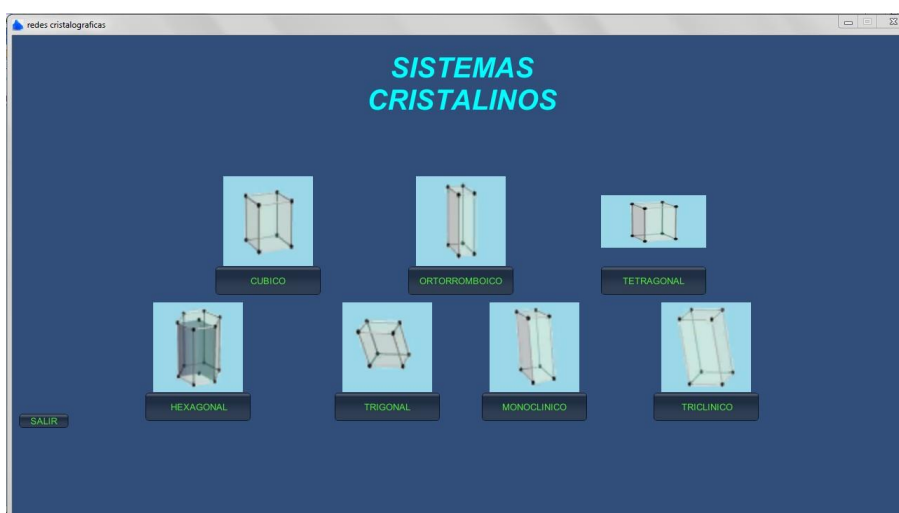 redes cristalograficas
SISTEMAS
CRISTALINOS
CUBICO
ORTORROMBOICO
TETRAGONAL
HEXAGONAL
TRIGONAL
MONOCLINICO
TRICLINICO
SALIR